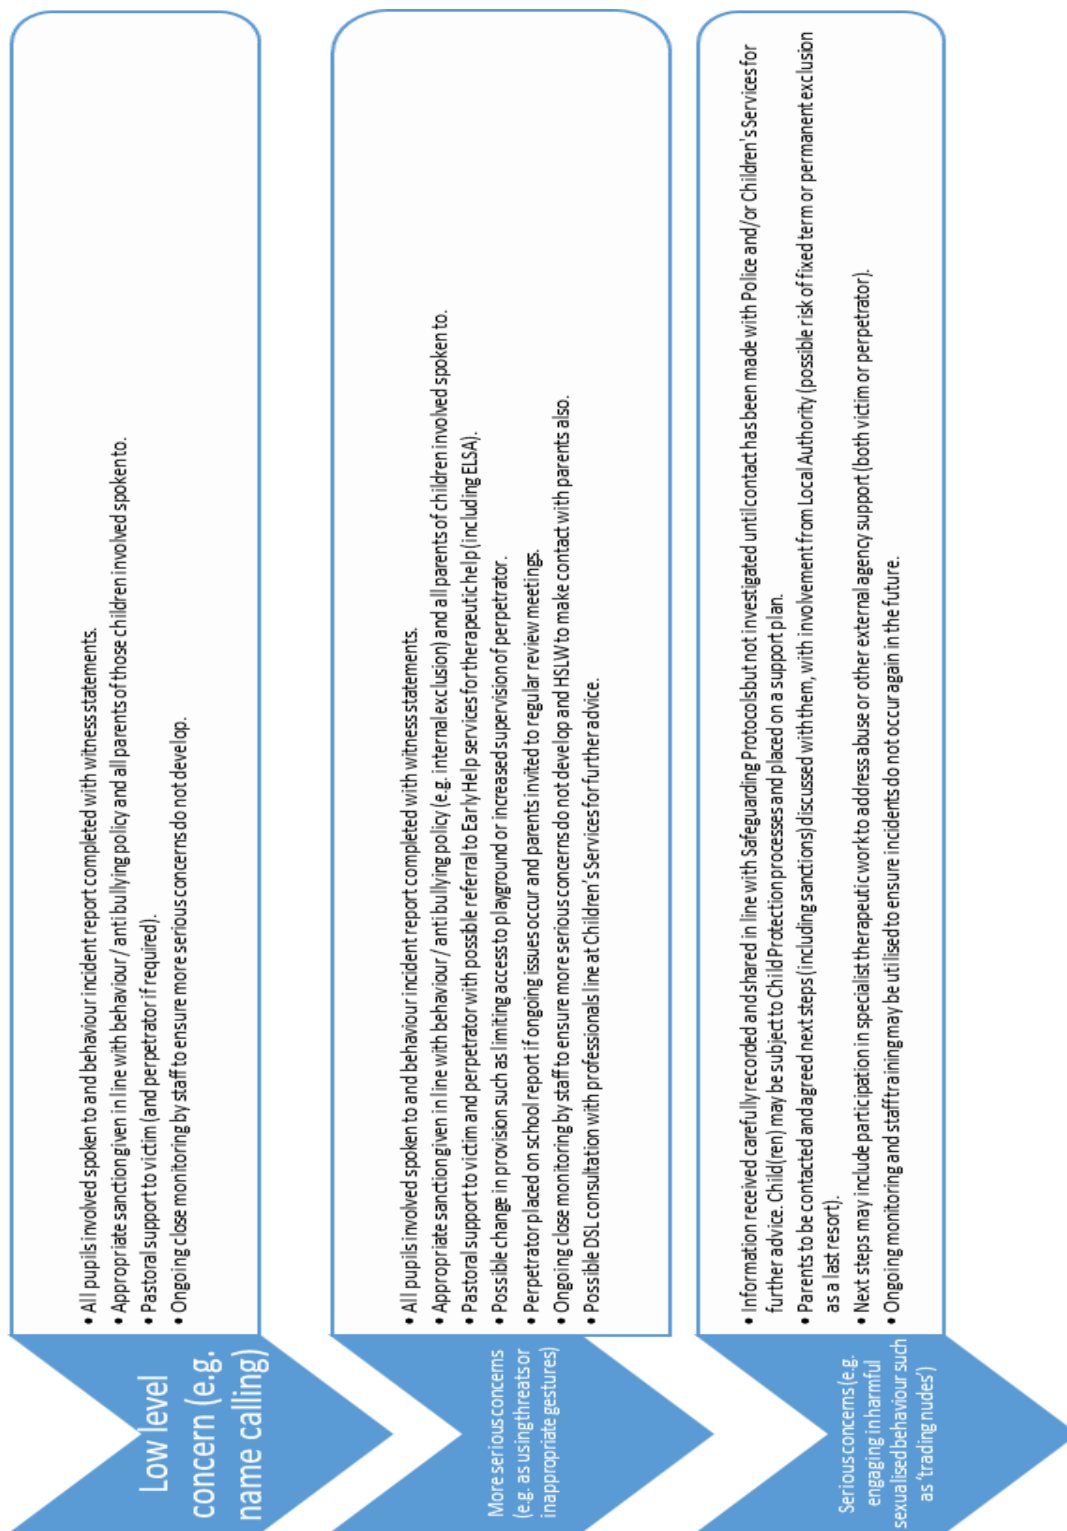 Low level
concern (e.g.
name calling)
• All pupils involved spoken to and behaviour incident report completed with witness statements.
• Appropriate sanction given in line with behaviour / anti bullying policy and all parents of those children involved spoken to.
• Pastoral support to victim (and perpetrator if required).
• Ongoing close monitoring by staff to ensure more serious concerns do not develop.
More serious concerns
(e.g. as using threats or
inappropriate gestures)
• All pupils involved spoken to and behaviour incident report completed with witness statements.
• Appropriate sanction given in line with behaviour / anti bullying policy (e.g. internal exclusion) and all parents of children involved spoken to.
• Pastoral support to victim and perpetrator with possible referral to Early Help services for therapeutic help (including ELSA).
• Possible change in provision such as limiting access to playground or increased supervision of perpetrator.
• Perpetrator placed on school report if ongoing issues occur and parents invited to regular review meetings.
• Ongoing close monitoring by staff to ensure more serious concerns do not develop and HSLW to make contact with parents also.
• Possible DSL consultation with professionals line at Children's Services for further advice.
Serious concerns (e.g.
engaging in harmful
sexualised behaviour such
as 'trading nudes')
• Information received carefully recorded and shared in line with Safeguarding Protocols but not investigated until contact has been made with Police and/or Children's Services for
further advice. Child(ren) may be subject to Child Protection processes and placed on a support plan.
• Parents to be contacted and agreed next steps (including sanctions) discussed with them, with involvement from Local Authority (possible risk of fixed term or permanent exclusion
as a last resort).
• Next steps may include participation in specialist therapeutic work to address abuse or other external agency support (both victim or perpetrator).
• Ongoing monitoring and staff training may be utilised to ensure incidents do not occur again in the future.